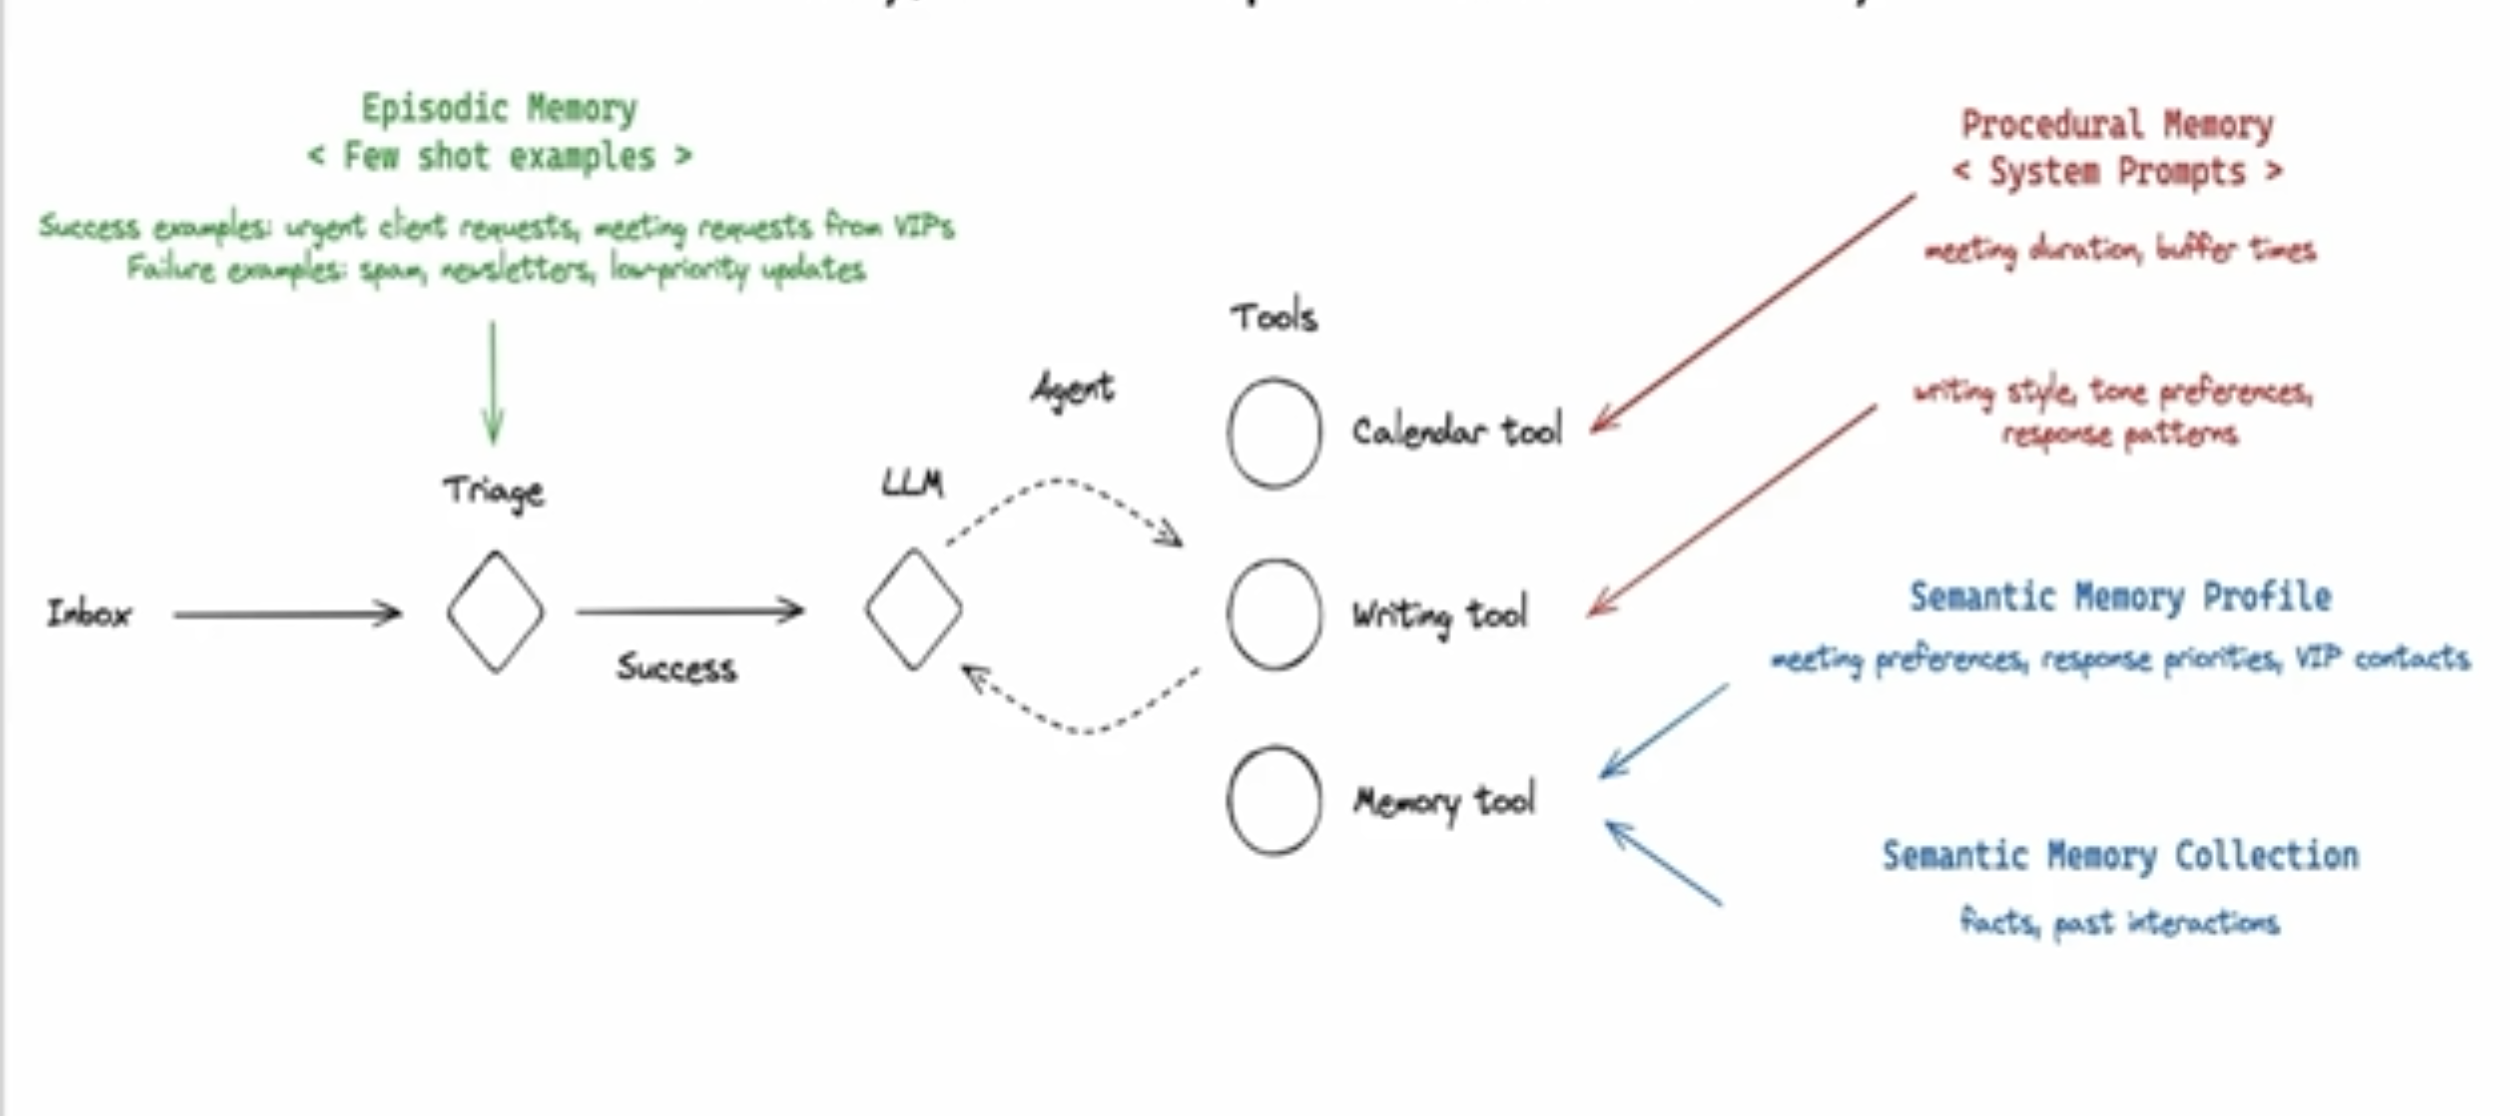 Episodic Memory
< Few shot examples >
Success examples: urgent client requests, meeting requests from VIPs
Failure examples: spam, newsletters, low-priority updates
Procedural Memory
< System Prompts >
meeting duration, buffer times
Tools
Agent
Calendar tool
writing style, tone preferences,
response patterns
Triage
LLM
Inbox
Success
Writing tool
Semantic Memory Profile
meeting preferences, response priorities, VIP contacts
Memory tool
Semantic Memory Collection
facts, past interactions